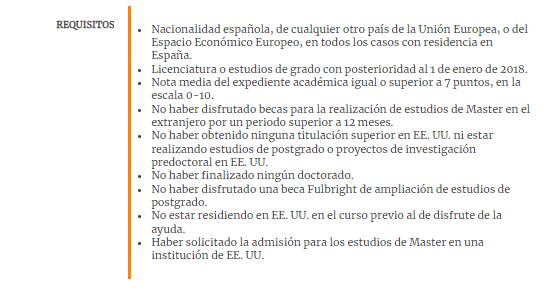 REQUISITOS
• Nacionalidad española, de cualquier otro país de la Unión Europea, o del
Espacio Económico Europeo, en todos los casos con residencia en
España.
• Licenciatura o estudios de grado con posterioridad al 1 de enero de 2018.
• Nota media del expediente académica igual o superior a 7 puntos, en la
escala 0-10.
• No haber disfrutado becas para la realización de estudios de Master en el
extranjero por un periodo superior a 12 meses.
• No haber obtenido ninguna titulación superior en EE. UU. ni estar
realizando estudios de postgrado o proyectos de investigación
predoctoral en EE. UU.
• No haber finalizado ningún doctorado.
• No haber disfrutado una beca Fulbright de ampliación de estudios de
postgrado.
• No estar residiendo en EE. UU. en el curso previo al de disfrute de la
ayuda.
• Haber solicitado la admisión para los estudios de Master en una
institución de EE. UU.